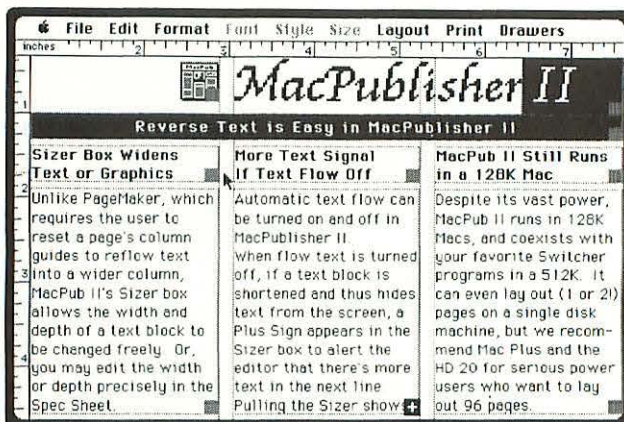 File Edit Format Font Style Size Layout Print Drawers
inches 2 3 4 5 6 7
MacPub
MacPublisher II
1
Reverse Text is Easy in MacPublisher II
Sizer Box Widens
Text or Graphics
Unlike PageMaker, which
requires the user to
reset a page's column
guides to reflow text
into a wider column,
MacPub II's Sizer box
allows the width and
depth of a text block to
be changed freely. Or,
you may edit the width
or depth precisely in the
Spec Sheet.
More Text Signal
If Text Flow Off
Automatic text flow can
be turned on and off in
MacPublisher II.
When flow text is turned
off, if a text block is
shortened and thus hides
text from the screen, a
Plus Sign appears in the
Sizer box to alert the
editor that there's more
text in the next line
Pulling the Sizer shows
MacPub II Still Runs
in a 128K Mac
Despite its vast power,
MacPub II runs in 128K
Macs, and coexists with
your favorite Switcher
programs in a 512K. It
can even lay out (1 or 2!)
pages on a single disk
machine, but we recom-
mend Mac Plus and the
HD 20 for serious power
users who want to lay
out 96 pages.
2
3
4